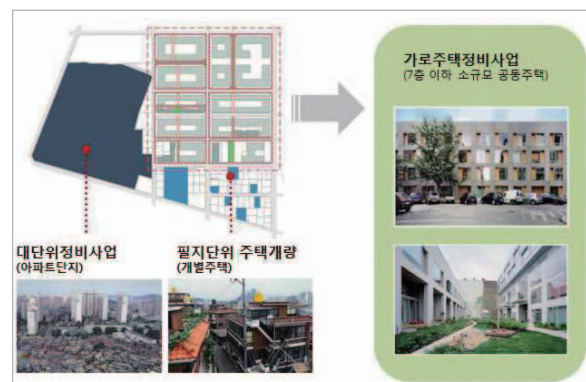 가로주택정비사업
(7층 이하 소규모 공동주택)
대단위정비사업
(아파트단지)
필지단위 주택개량
(개별주택)